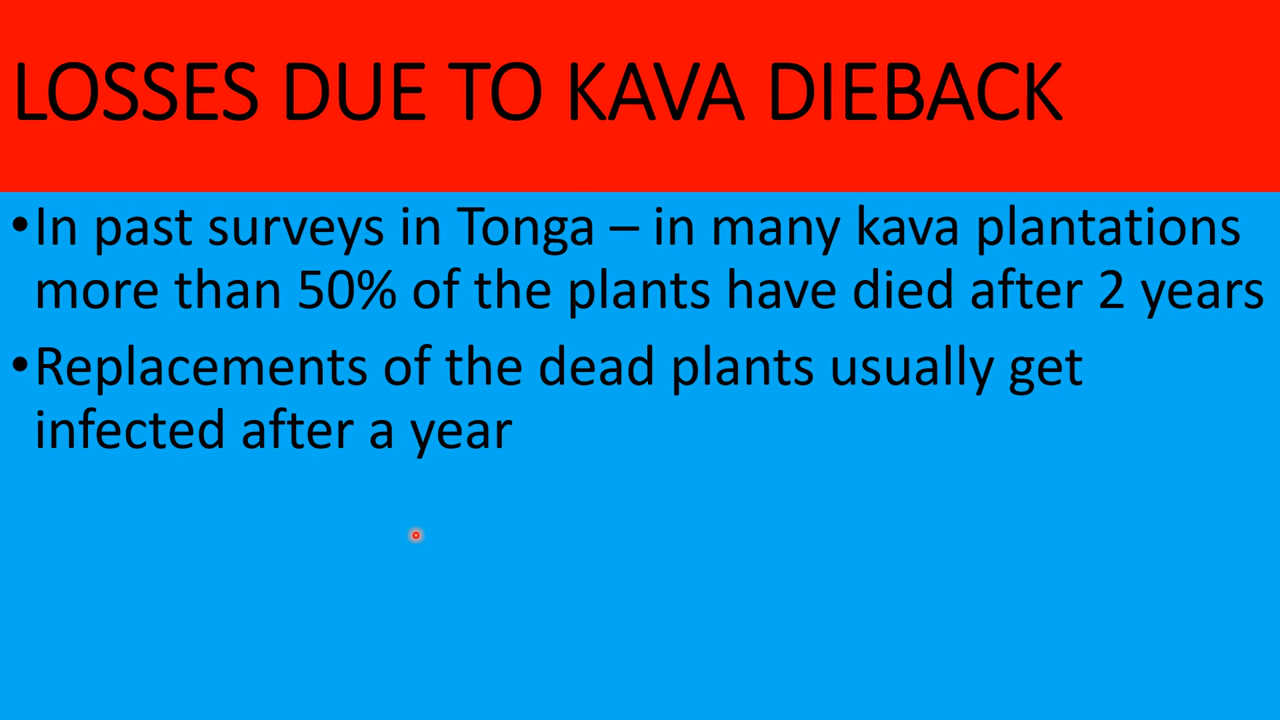 LOSSES DUE TO KAVA DIEBACK
•In past surveys in Tonga – in many kava plantations
more than 50% of the plants have died after 2 years
•Replacements of the dead plants usually get
infected after a year